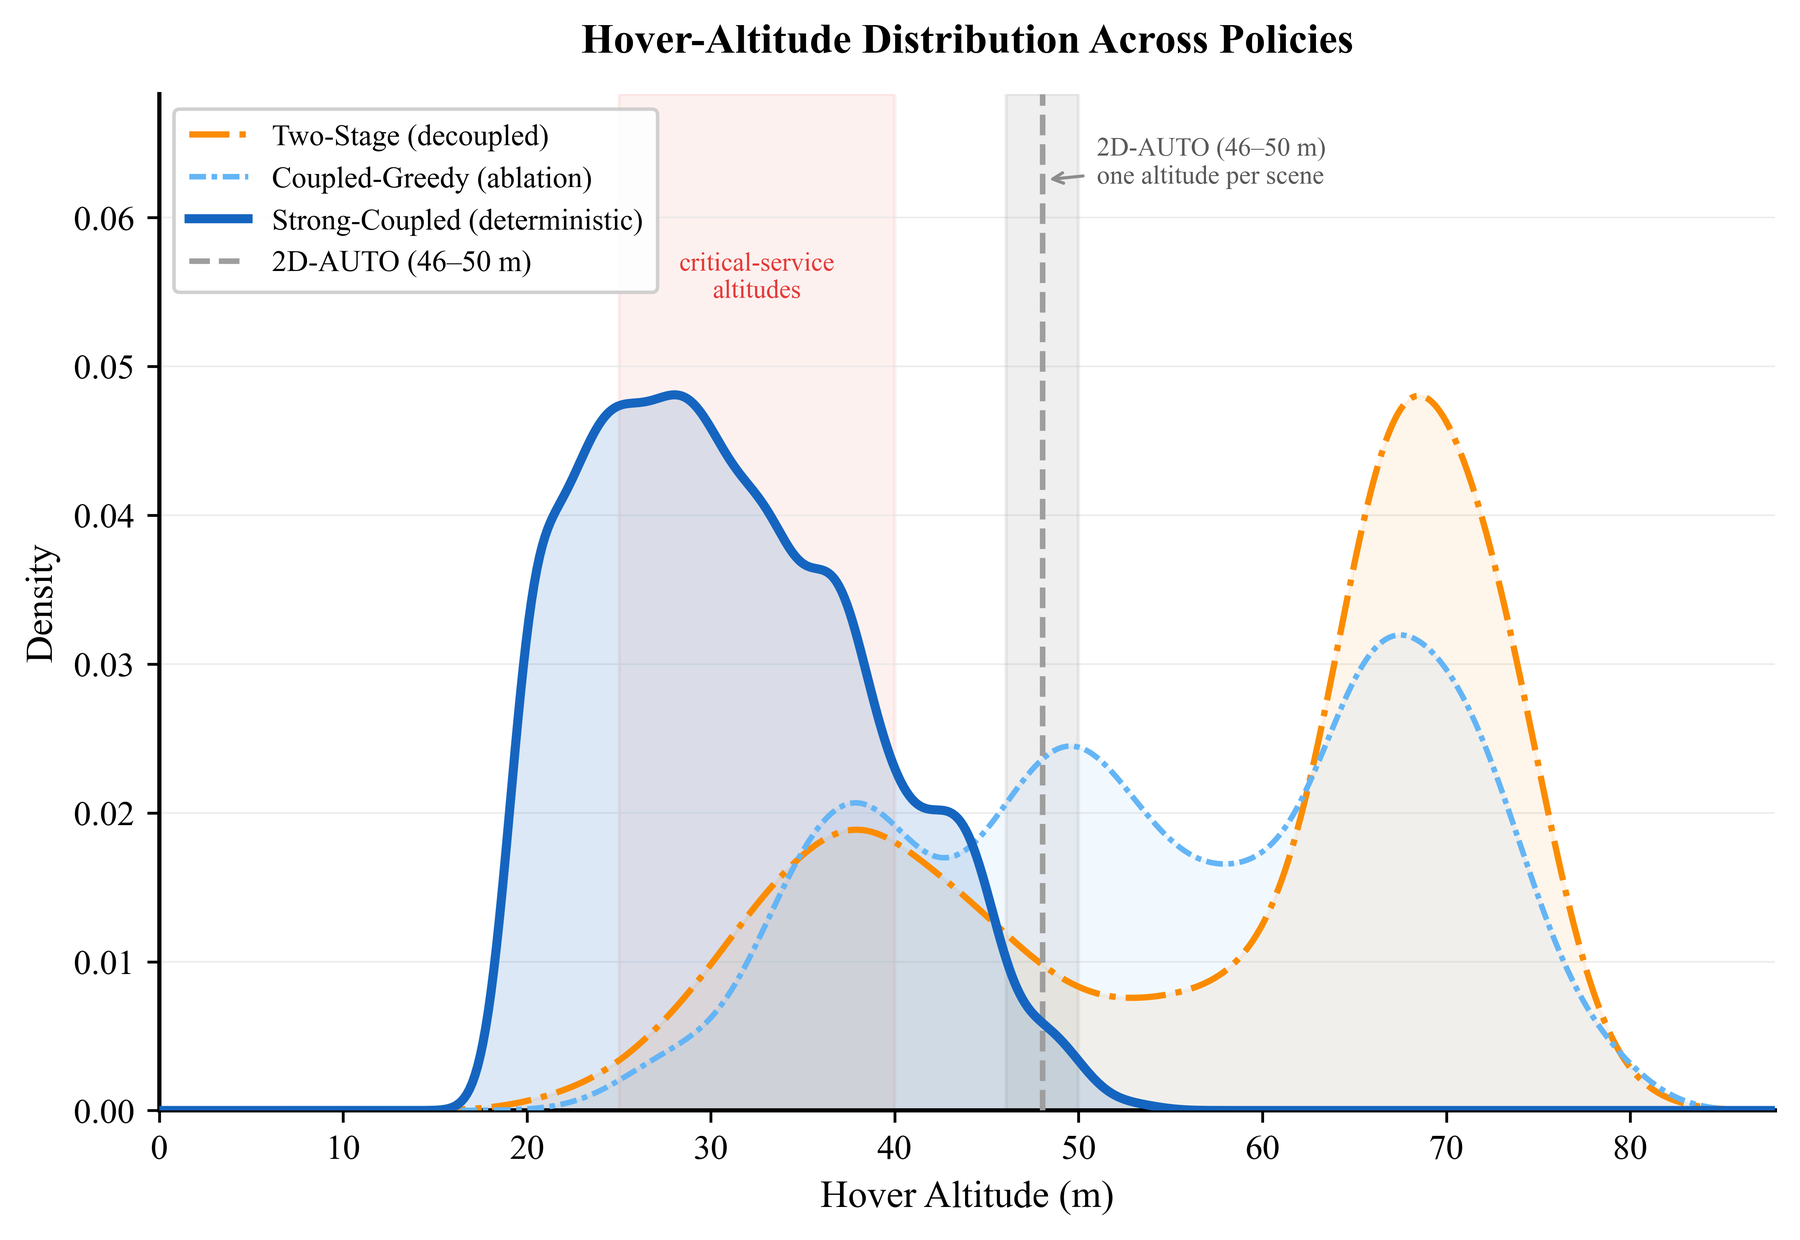 Hover-Altitude Distribution Across Policies
Two-Stage (decoupled)
Coupled-Greedy (ablation)
Strong-Coupled (deterministic)
2D-AUTO (46–50 m)
critical-service
altitudes
2D-AUTO (46–50 m)
one altitude per scene
Density
0.06
0.05
0.04
0.03
0.02
0.01
0.00
0 10 20 30 40 50 60 70 80
Hover Altitude (m)